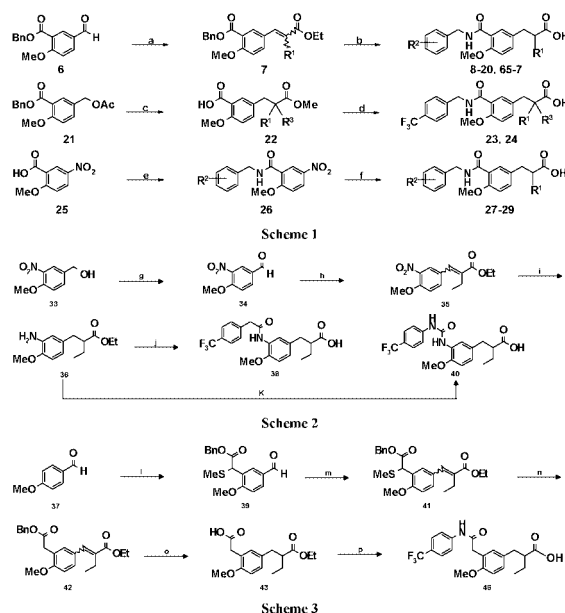 BnO O O H MeO 6 a BnO O O OEt MeO R¹ 7 b R² N H O O OH MeO R¹ 8-20, 65-7
BnO O OAc MeO 21 c HO O O OMe MeO R¹ R³ 22 d F₃C N H O O OH MeO R¹ R³ 23, 24
HO O NO₂ MeO 25 e R² N H O NO₂ MeO 26 f R² N H O O OH MeO R¹ 27-29
Scheme 1
NO₂ OH MeO 33 g NO₂ O H MeO 34 h NO₂ O OEt MeO 35 i
H₂N O OEt MeO 36 j F₃C O HN O OH MeO 38 F₃C H N O HN O OH MeO 40
K
Scheme 2
O H MeO 37 l BnO O MeS O H MeO 39 m BnO O MeS O OEt MeO 41 n
BnO O O OEt MeO 42 o HO O O OEt MeO 43 p F₃C H N O O OH MeO 46
Scheme 3